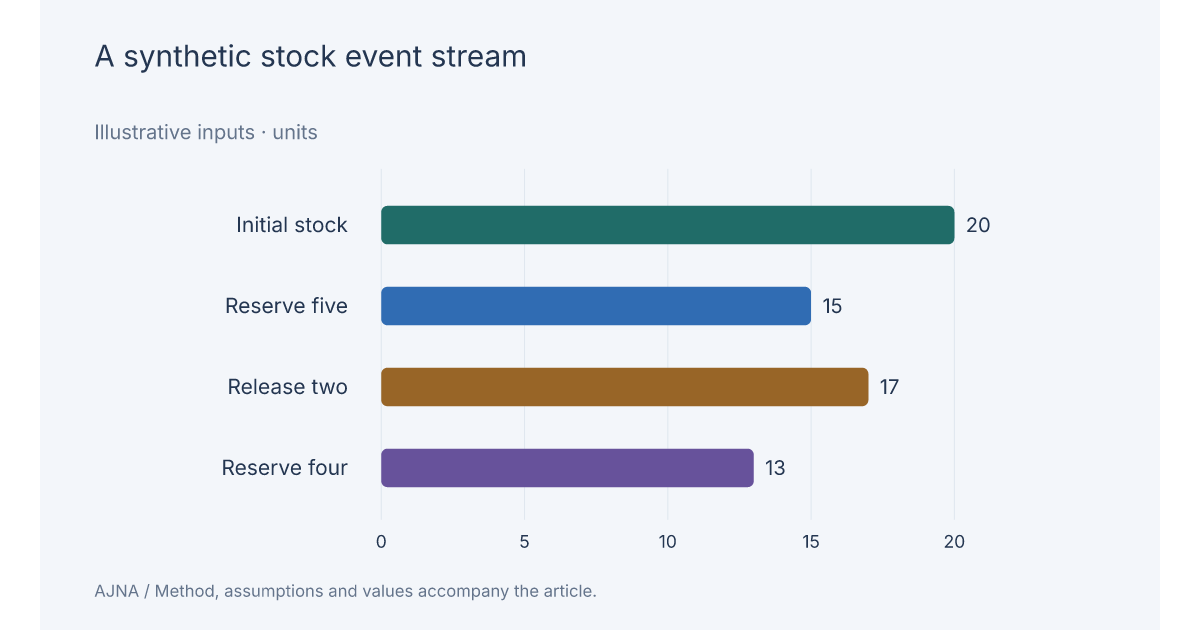 A synthetic stock event stream
Illustrative inputs · units
Initial stock 20
Reserve five 15
Release two 17
Reserve four 13
0 5 10 15 20
AJNA / Method, assumptions and values accompany the article.